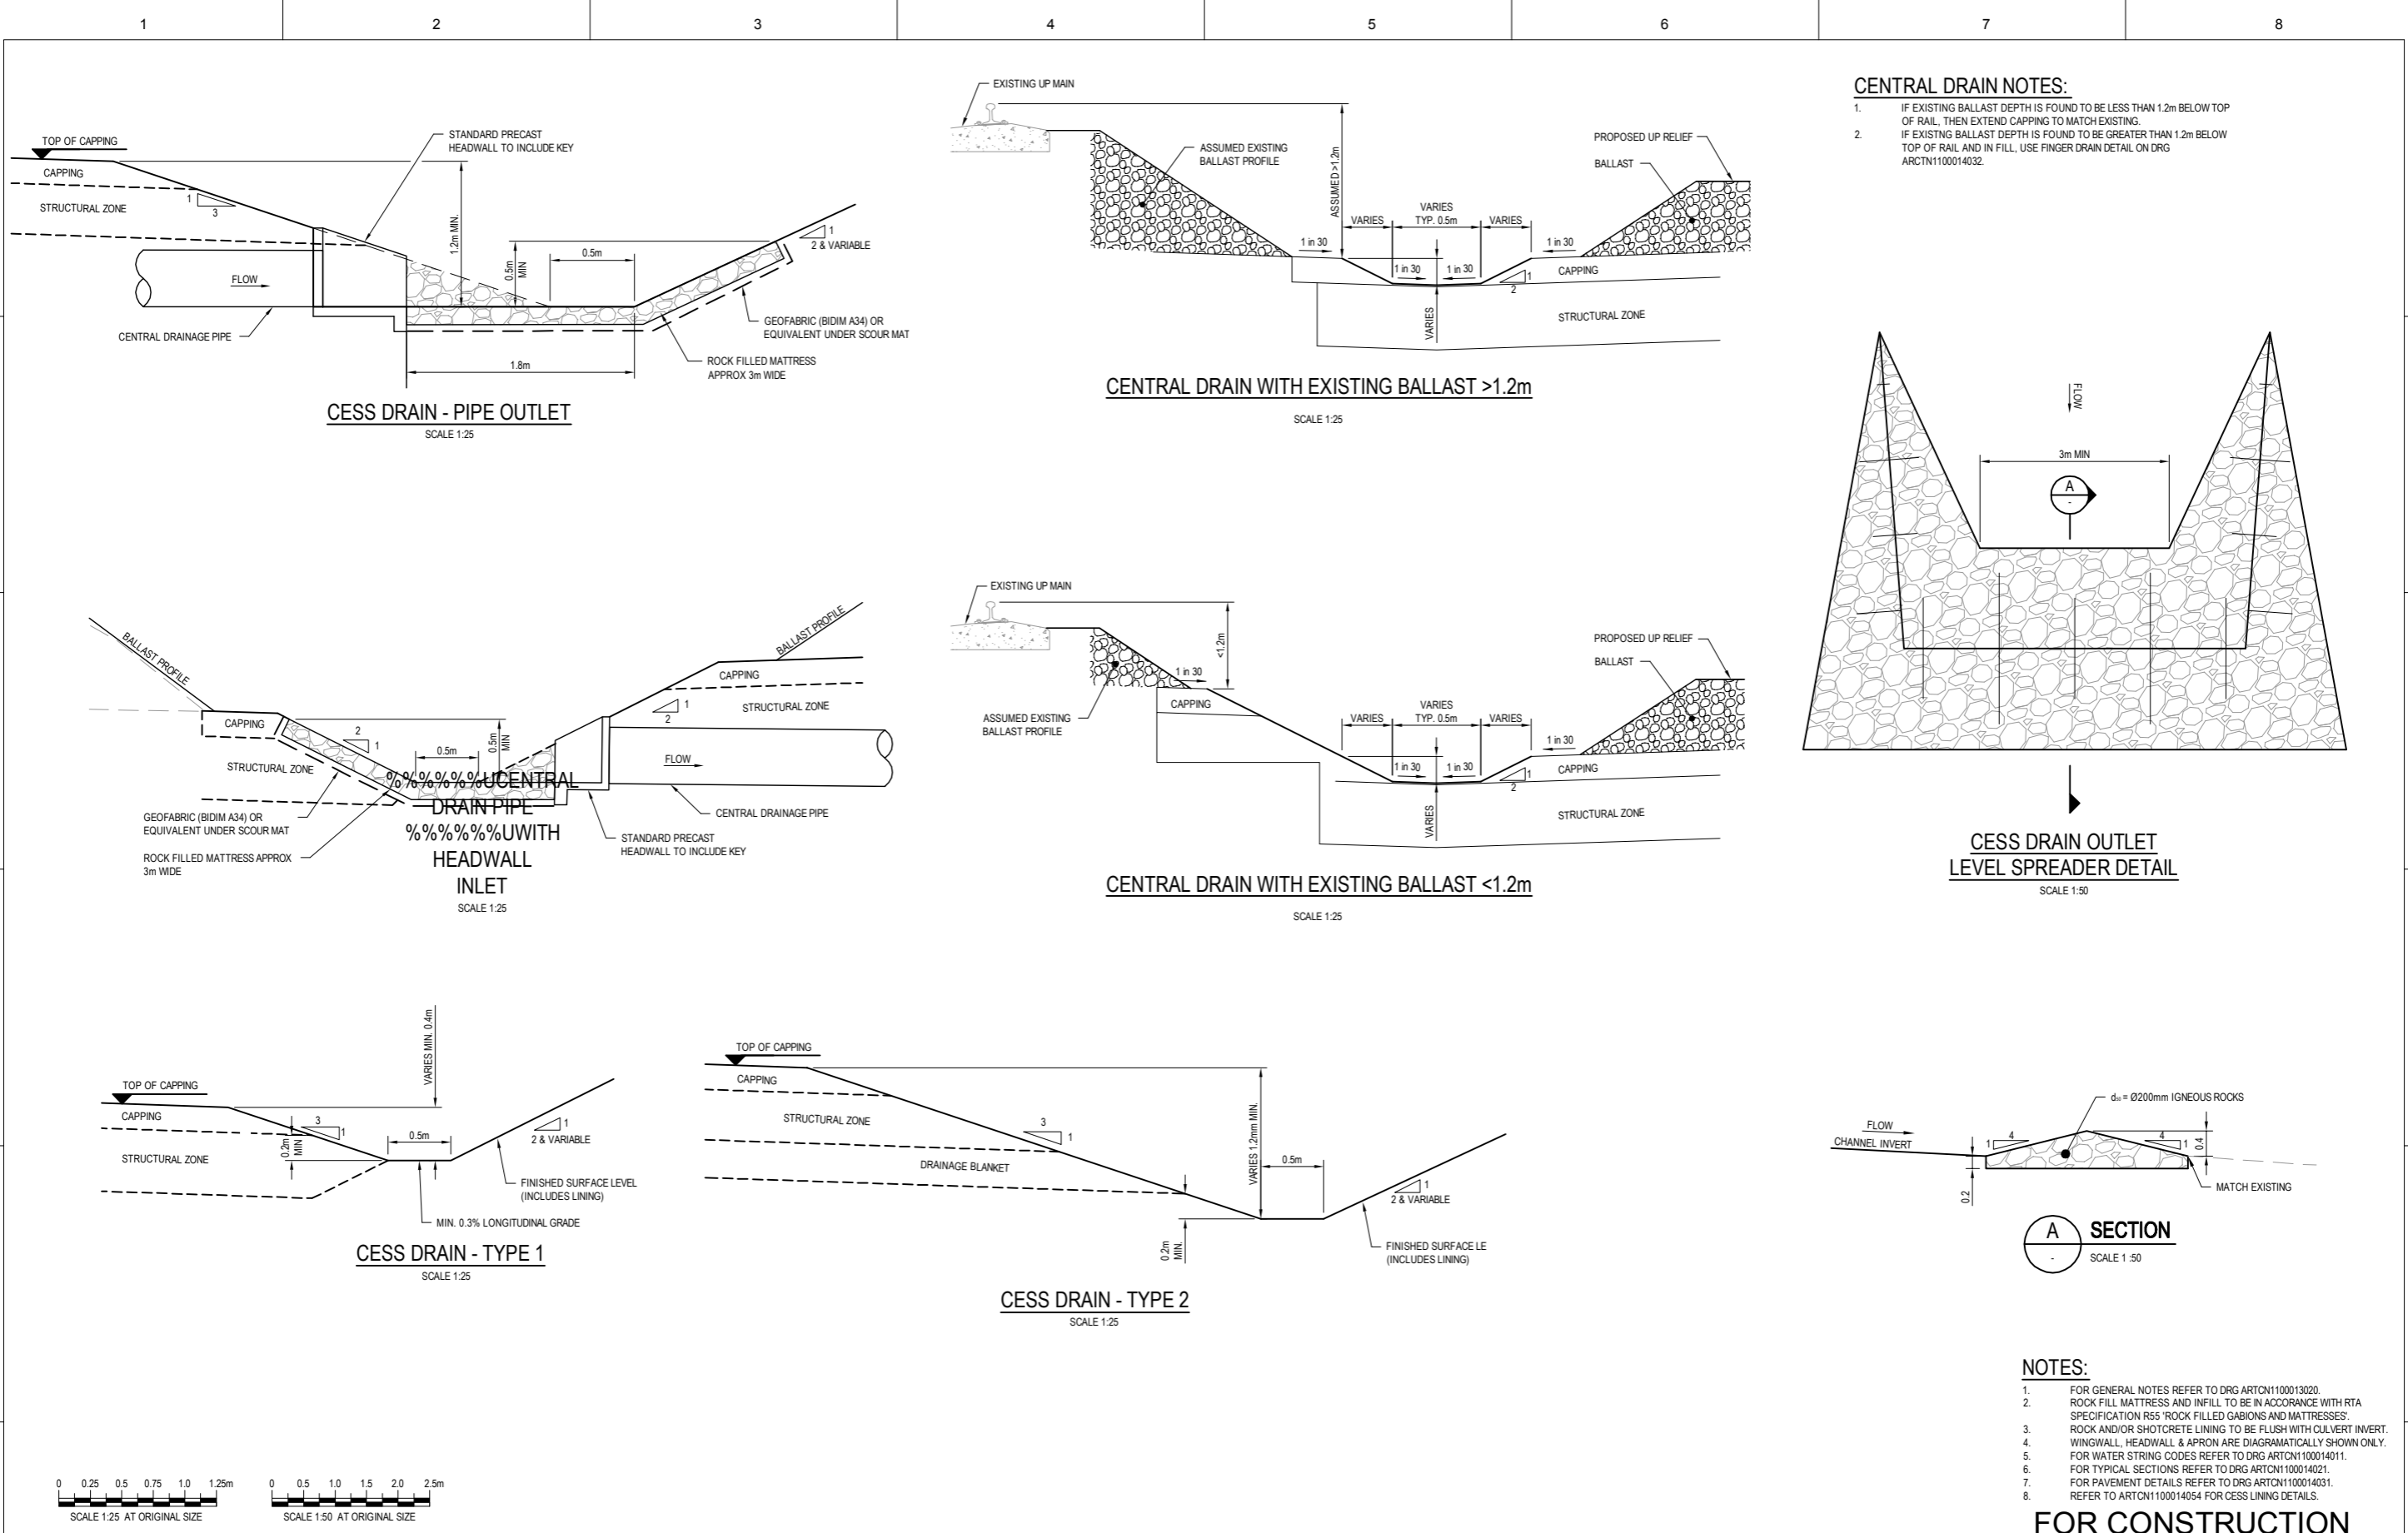 1 2 3 4 5 6 7 8
TOP OF CAPPING
CAPPING
STRUCTURAL ZONE
1
3
STANDARD PRECAST
HEADWALL TO INCLUDE KEY
1.2m MIN.
0.5m
MIN
0.5m
1
2 & VARIABLE
FLOW
CENTRAL DRAINAGE PIPE
GEOFABRIC (BIDIM A34) OR
EQUIVALENT UNDER SCOUR MAT
ROCK FILLED MATTRESS
APPROX 3m WIDE
1.8m
CESS DRAIN - PIPE OUTLET
SCALE 1:25
EXISTING UP MAIN
ASSUMED EXISTING
BALLAST PROFILE
ASSUMED >1.2m
PROPOSED UP RELIEF
BALLAST
VARIES
VARIES
TYP. 0.5m
VARIES
1 in 30
1 in 30
1 in 30
1 in 30
1
2
CAPPING
STRUCTURAL ZONE
VARIES
CENTRAL DRAIN WITH EXISTING BALLAST >1.2m
SCALE 1:25
CENTRAL DRAIN NOTES:
1. IF EXISTING BALLAST DEPTH IS FOUND TO BE LESS THAN 1.2m BELOW TOP
OF RAIL, THEN EXTEND CAPPING TO MATCH EXISTING.
2. IF EXISTNG BALLAST DEPTH IS FOUND TO BE GREATER THAN 1.2m BELOW
TOP OF RAIL AND IN FILL, USE FINGER DRAIN DETAIL ON DRG
ARCTN1100014032.
FLOW
3m MIN
A
-
CESS DRAIN OUTLET
LEVEL SPREADER DETAIL
SCALE 1:50
BALLAST PROFILE
BALLAST PROFILE
CAPPING
STRUCTURAL ZONE
2
1
0.5m
0.5m
MIN
1
2
CAPPING
STRUCTURAL ZONE
FLOW
GEOFABRIC (BIDIM A34) OR
EQUIVALENT UNDER SCOUR MAT
ROCK FILLED MATTRESS APPROX
3m WIDE
CENTRAL DRAINAGE PIPE
STANDARD PRECAST
HEADWALL TO INCLUDE KEY
%%%%%%UCENTRAL
DRAIN PIPE
%%%%%%UWITH
HEADWALL
INLET
SCALE 1:25
EXISTING UP MAIN
<1.2m
1 in 30
CAPPING
ASSUMED EXISTING
BALLAST PROFILE
PROPOSED UP RELIEF
BALLAST
VARIES
VARIES
TYP. 0.5m
VARIES
1 in 30
1 in 30
1 in 30
1
2
CAPPING
STRUCTURAL ZONE
VARIES
CENTRAL DRAIN WITH EXISTING BALLAST <1.2m
SCALE 1:25
TOP OF CAPPING
CAPPING
STRUCTURAL ZONE
VARIES MIN. 0.4m
0.2m
MIN
3
1
0.5m
1
2 & VARIABLE
FINISHED SURFACE LEVEL
(INCLUDES LINING)
MIN. 0.3% LONGITUDINAL GRADE
CESS DRAIN - TYPE 1
SCALE 1:25
TOP OF CAPPING
CAPPING
STRUCTURAL ZONE
DRAINAGE BLANKET
3
1
VARIES 1.2mm MIN.
0.5m
0.2m
MIN.
1
2 & VARIABLE
FINISHED SURFACE LE
(INCLUDES LINING)
CESS DRAIN - TYPE 2
SCALE 1:25
d₅₀ = Ø200mm IGNEOUS ROCKS
FLOW
CHANNEL INVERT
1
4
4
1
0.4
0.2
MATCH EXISTING
A
-
SECTION
SCALE 1 :50
NOTES:
1. FOR GENERAL NOTES REFER TO DRG ARTCN1100013020.
2. ROCK FILL MATTRESS AND INFILL TO BE IN ACCORANCE WITH RTA
SPECIFICATION R55 'ROCK FILLED GABIONS AND MATTRESSES'.
3. ROCK AND/OR SHOTCRETE LINING TO BE FLUSH WITH CULVERT INVERT.
4. WINGWALL, HEADWALL & APRON ARE DIAGRAMATICALLY SHOWN ONLY.
5. FOR WATER STRING CODES REFER TO DRG ARTCN1100014011.
6. FOR TYPICAL SECTIONS REFER TO DRG ARTCN1100014021.
7. FOR PAVEMENT DETAILS REFER TO DRG ARTCN1100014031.
8. REFER TO ARTCN1100014054 FOR CESS LINING DETAILS.
FOR CONSTRUCTION
0 0.25 0.5 0.75 1.0 1.25m
SCALE 1:25 AT ORIGINAL SIZE
0 0.5 1.0 1.5 2.0 2.5m
SCALE 1:50 AT ORIGINAL SIZE